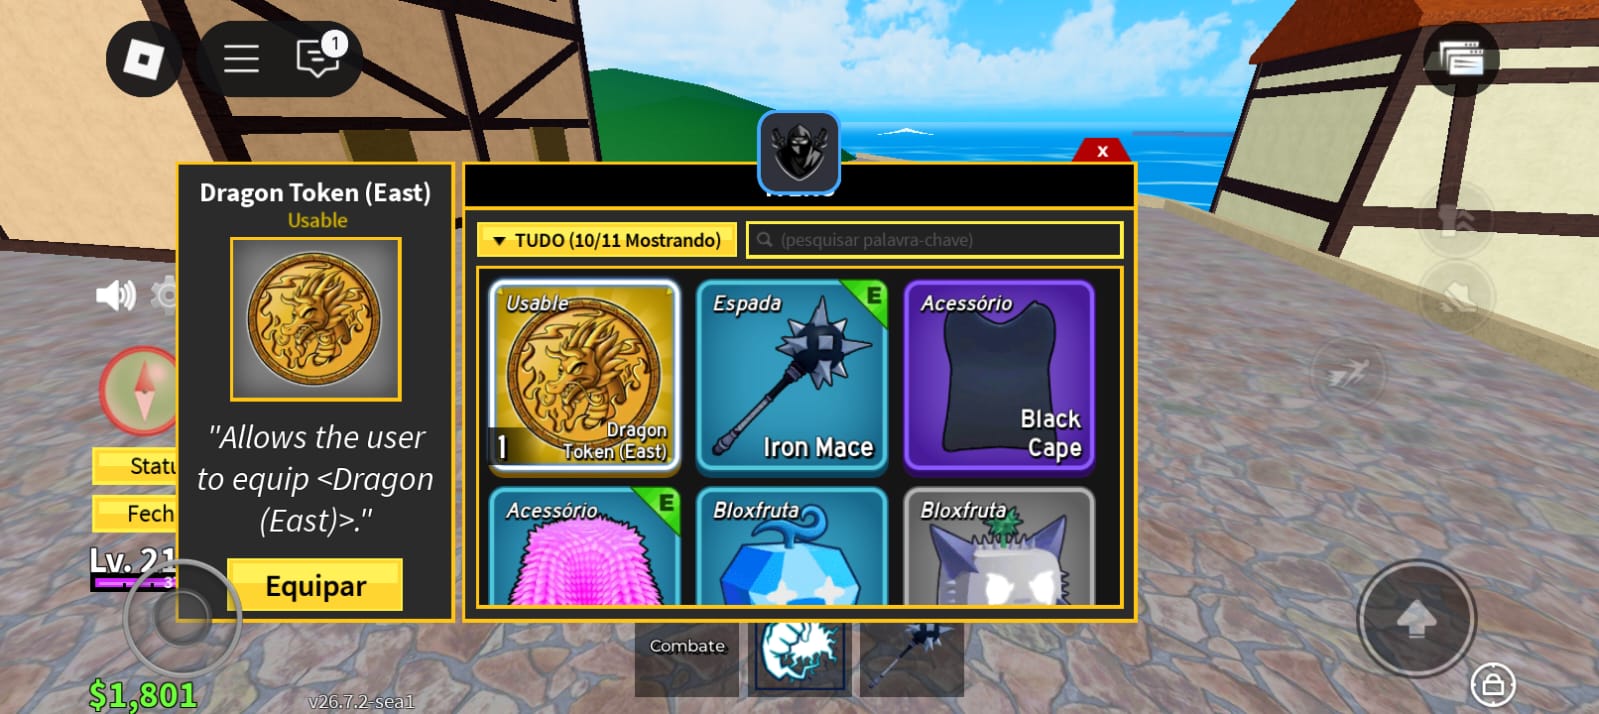 1
Dragon Token (East)
Usable
"Allows the user
to equip <Dragon
(East)>."
Equipar
x
TUDO (10/11 Mostrando)
(pesquisar palavra-chave)
Usable
1
Dragon
Token (East)
Espada
E
Iron Mace
Acessório
Black
Cape
Acessório
E
Bloxfruta
Bloxfruta
Statu
Fech
Lv. 21
3
Combate
$1,801
v26.7.2-sea1